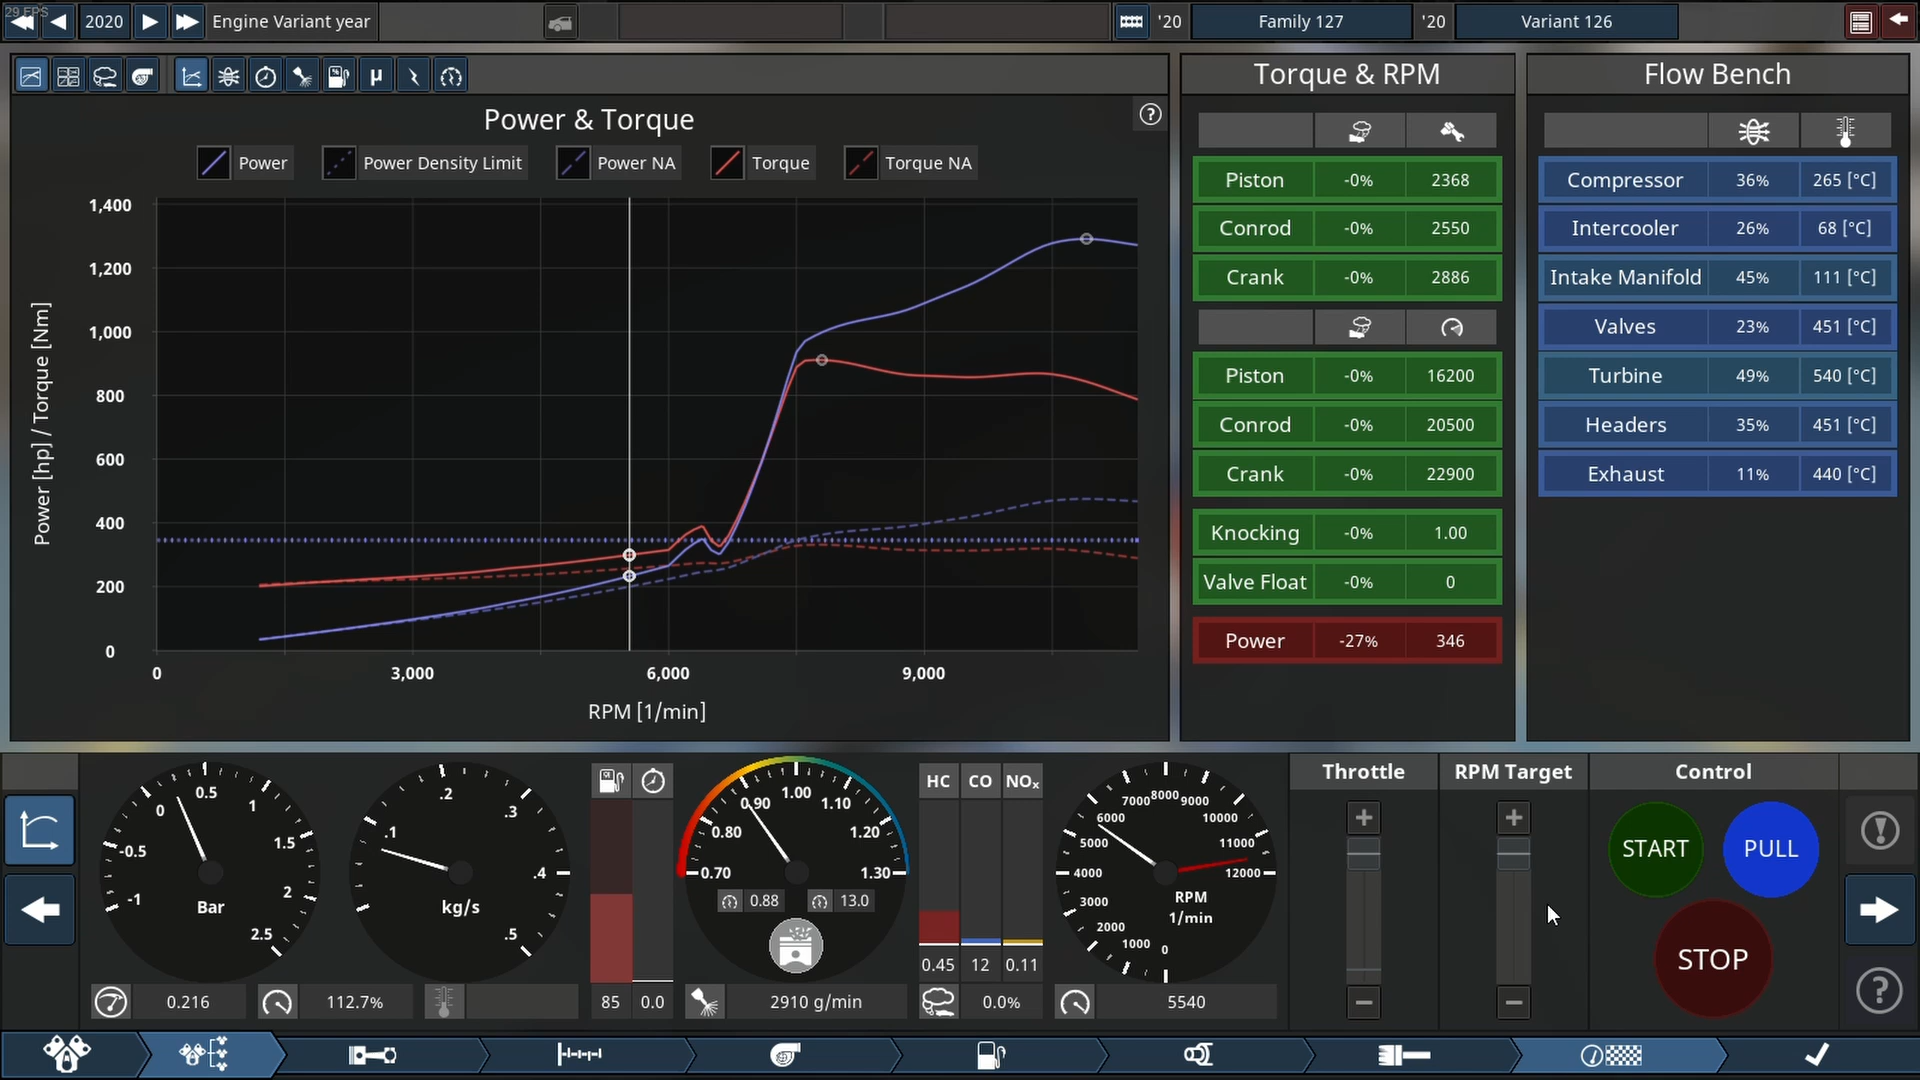 29 FPS
2020
Engine Variant year
'20
Family 127
'20
Variant 126
μ
Power & Torque
?
Power
Power Density Limit
Power NA
Torque
Torque NA
Power [hp] / Torque [Nm]
1,400
1,200
1,000
800
600
400
200
0
0
3,000
6,000
9,000
RPM [1/min]
Torque & RPM
Piston -0% 2368
Conrod -0% 2550
Crank -0% 2886
Piston -0% 16200
Conrod -0% 20500
Crank -0% 22900
Knocking -0% 1.00
Valve Float -0% 0
Power -27% 346
Flow Bench
Compressor 36% 265 [°C]
Intercooler 26% 68 [°C]
Intake Manifold 45% 111 [°C]
Valves 23% 451 [°C]
Turbine 49% 540 [°C]
Headers 35% 451 [°C]
Exhaust 11% 440 [°C]
-1
-0.5
0
0.5
1
1.5
2
2.5
Bar
0.216
.1
.2
.3
.4
.5
kg/s
112.7%
85
0.0
0.70
0.80
0.90
1.00
1.10
1.20
1.30
0.88
13.0
2910 g/min
HC CO NOx
0.45 12 0.11
0.0%
0
1000
2000
3000
4000
5000
6000
7000
8000
9000
10000
11000
12000
RPM
1/min
5540
Throttle
+
−
RPM Target
+
−
Control
START
PULL
STOP
!
?